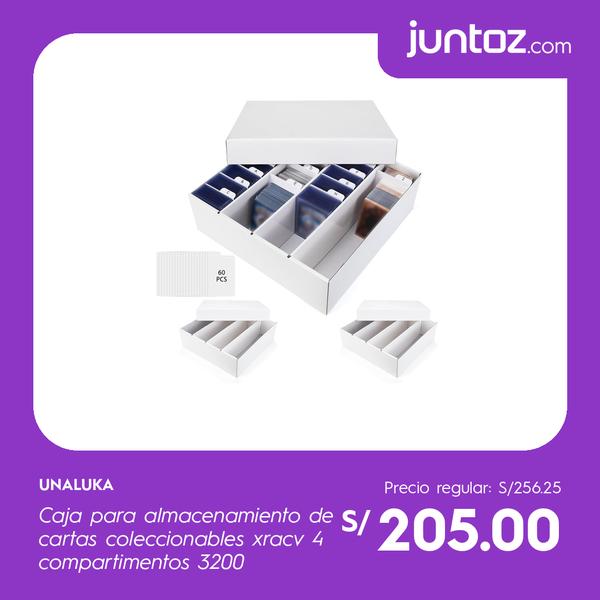 juntoz.com
60
PCS
UNALUKA
Precio regular: S/256.25
Caja para almacenamiento de
cartas coleccionables xracv 4
compartimentos 3200
S/ 205.00